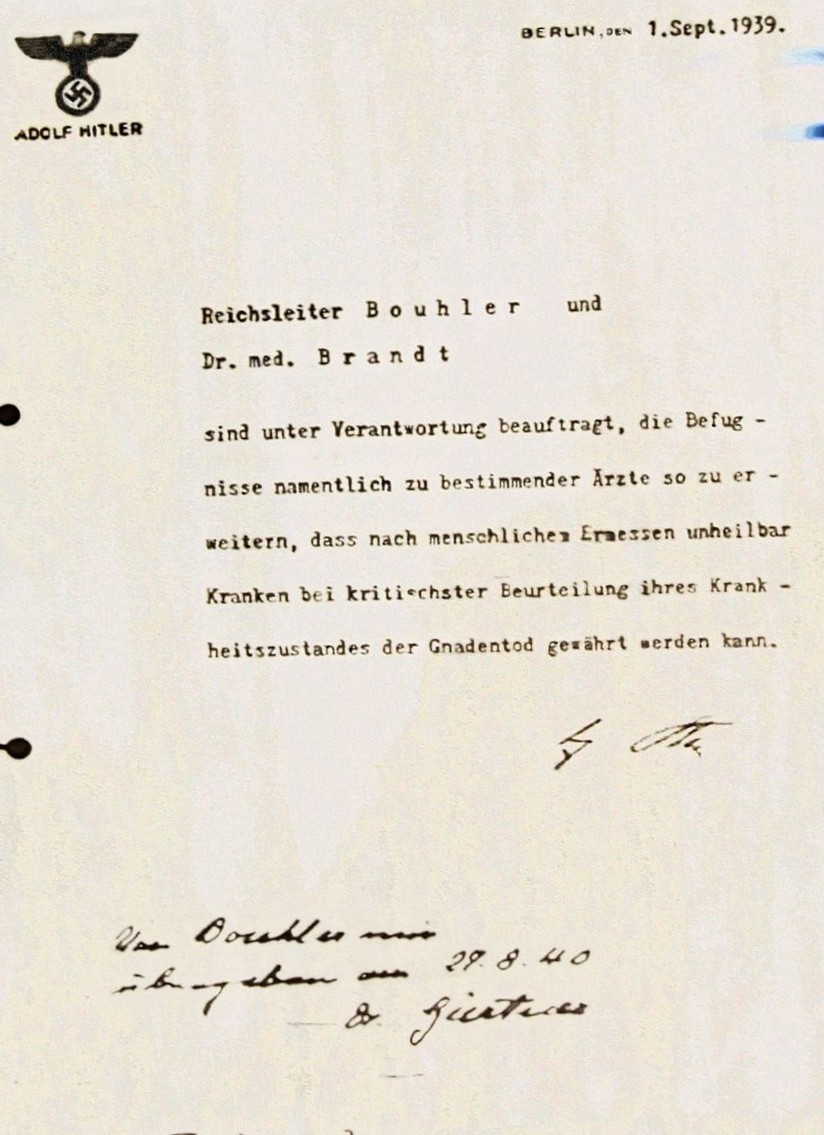 BERLIN, DEN 1.Sept.1939.
ADOLF HITLER
Reichsleiter Bouhler und
Dr. med. Brandt
sind unter Verantwortung beauftragt, die Befug -
nisse namentlich zu bestimmender Ärzte so zu er -
weitern, dass nach menschlichem Ermessen unheilbar
Kranken bei kritischster Beurteilung ihres Krank -
heitszustandes der Gnadentod gewährt werden kann.
Von Bouhler mir
übergeben am 27.8.40
Dr. Gürtner